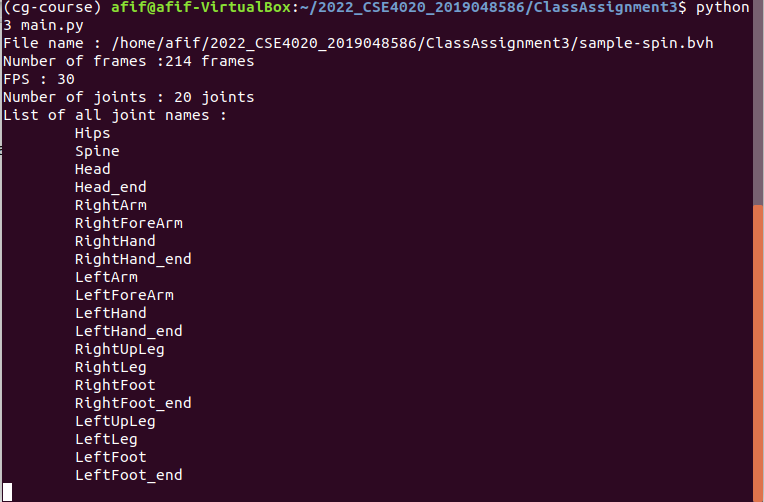 (cg-course) afif@afif-VirtualBox:~/2022_CSE4020_2019048586/ClassAssignment3$ python
3 main.py
File name : /home/afif/2022_CSE4020_2019048586/ClassAssignment3/sample-spin.bvh
Number of frames :214 frames
FPS : 30
Number of joints : 20 joints
List of all joint names :
Hips
Spine
Head
Head_end
RightArm
RightForeArm
RightHand
RightHand_end
LeftArm
LeftForeArm
LeftHand
LeftHand_end
RightUpLeg
RightLeg
RightFoot
RightFoot_end
LeftUpLeg
LeftLeg
LeftFoot
LeftFoot_end